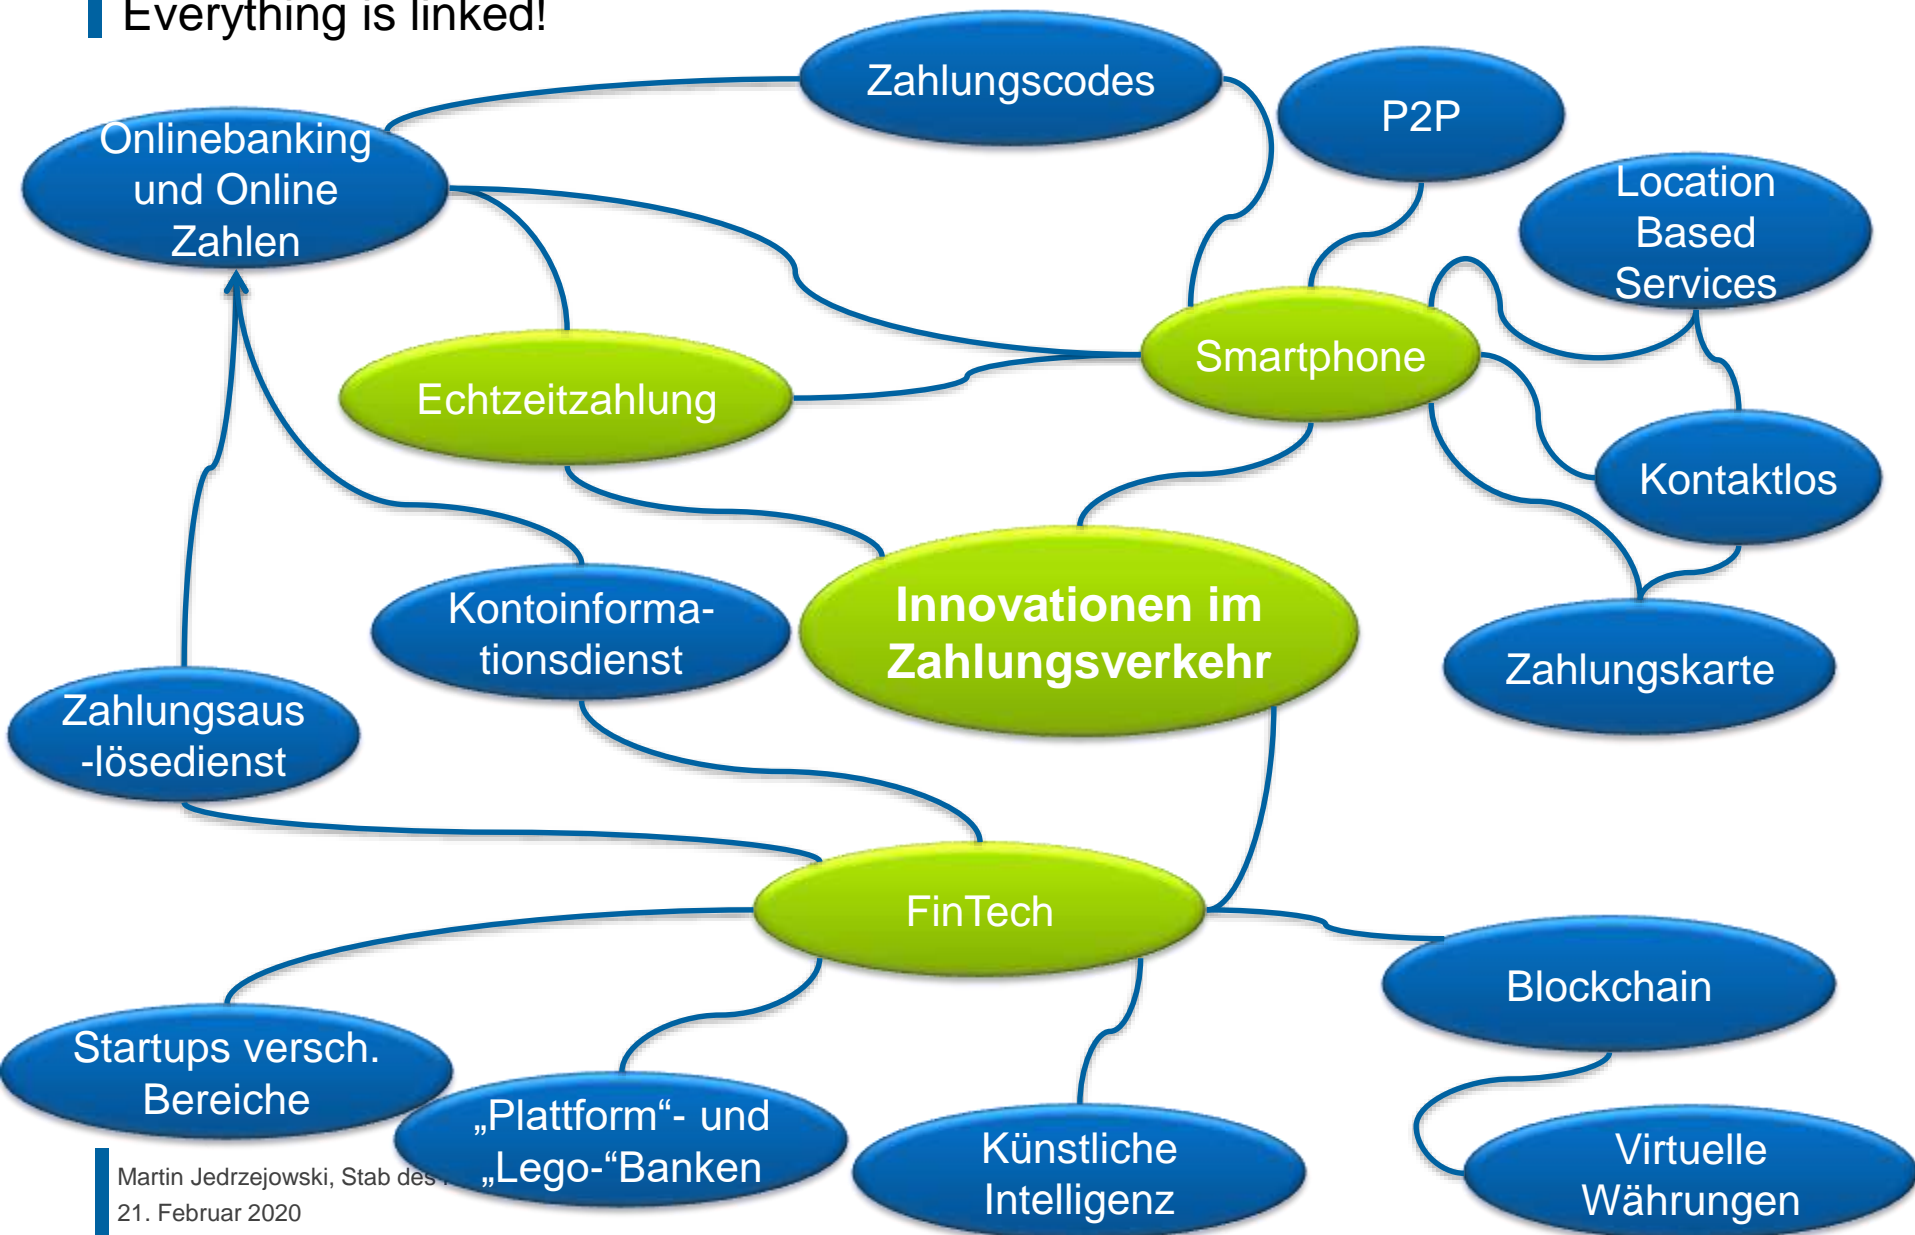 Everything is linked!
Zahlungscodes
P2P
Onlinebanking
und Online
Zahlen
Location
Based
Services
Smartphone
Echtzeitzahlung
Kontaktlos
Innovationen im
Zahlungsverkehr
Kontoinforma-
tionsdienst
Zahlungskarte
Zahlungsaus
-lösedienst
FinTech
Blockchain
Startups versch.
Bereiche
„Plattform“- und
„Lego-“Banken
Künstliche
Intelligenz
Virtuelle
Währungen
Martin Jedrzejowski, Stab des
21. Februar 2020